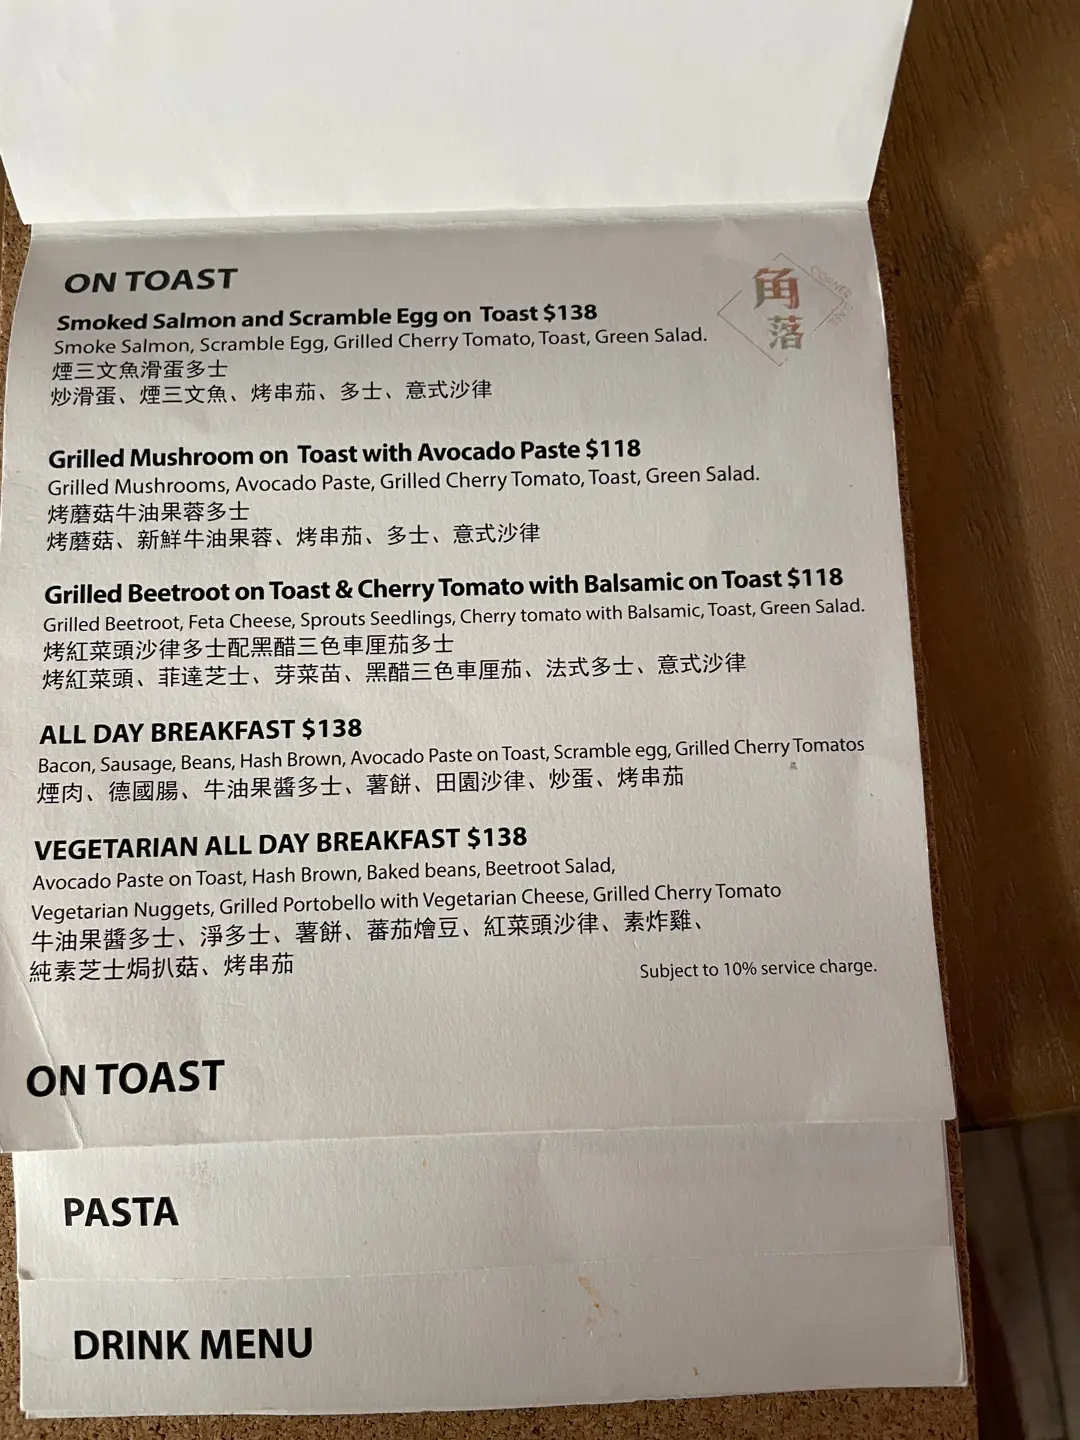 ON TOAST
角落
CORNER CAFE
Smoked Salmon and Scramble Egg on Toast $138
Smoke Salmon, Scramble Egg, Grilled Cherry Tomato, Toast, Green Salad.
煙三文魚滑蛋多士
炒滑蛋、煙三文魚、烤串茄、多士、意式沙律
Grilled Mushroom on Toast with Avocado Paste $118
Grilled Mushrooms, Avocado Paste, Grilled Cherry Tomato, Toast, Green Salad.
烤蘑菇牛油果蓉多士
烤蘑菇、新鮮牛油果蓉、烤串茄、多士、意式沙律
Grilled Beetroot on Toast & Cherry Tomato with Balsamic on Toast $118
Grilled Beetroot, Feta Cheese, Sprouts Seedlings, Cherry tomato with Balsamic, Toast, Green Salad.
烤紅菜頭沙律多士配黑醋三色車厘茄多士
烤紅菜頭、菲達芝士、芽菜苗、黑醋三色車厘茄、法式多士、意式沙律
ALL DAY BREAKFAST $138
Bacon, Sausage, Beans, Hash Brown, Avocado Paste on Toast, Scramble egg, Grilled Cherry Tomatos
煙肉、德國腸、牛油果醬多士、薯餅、田園沙律、炒蛋、烤串茄
VEGETARIAN ALL DAY BREAKFAST $138
Avocado Paste on Toast, Hash Brown, Baked beans, Beetroot Salad,
Vegetarian Nuggets, Grilled Portobello with Vegetarian Cheese, Grilled Cherry Tomato
牛油果醬多士、淨多士、薯餅、蕃茄燴豆、紅菜頭沙律、素炸雞、
純素芝士焗扒菇、烤串茄
Subject to 10% service charge.
ON TOAST
PASTA
DRINK MENU